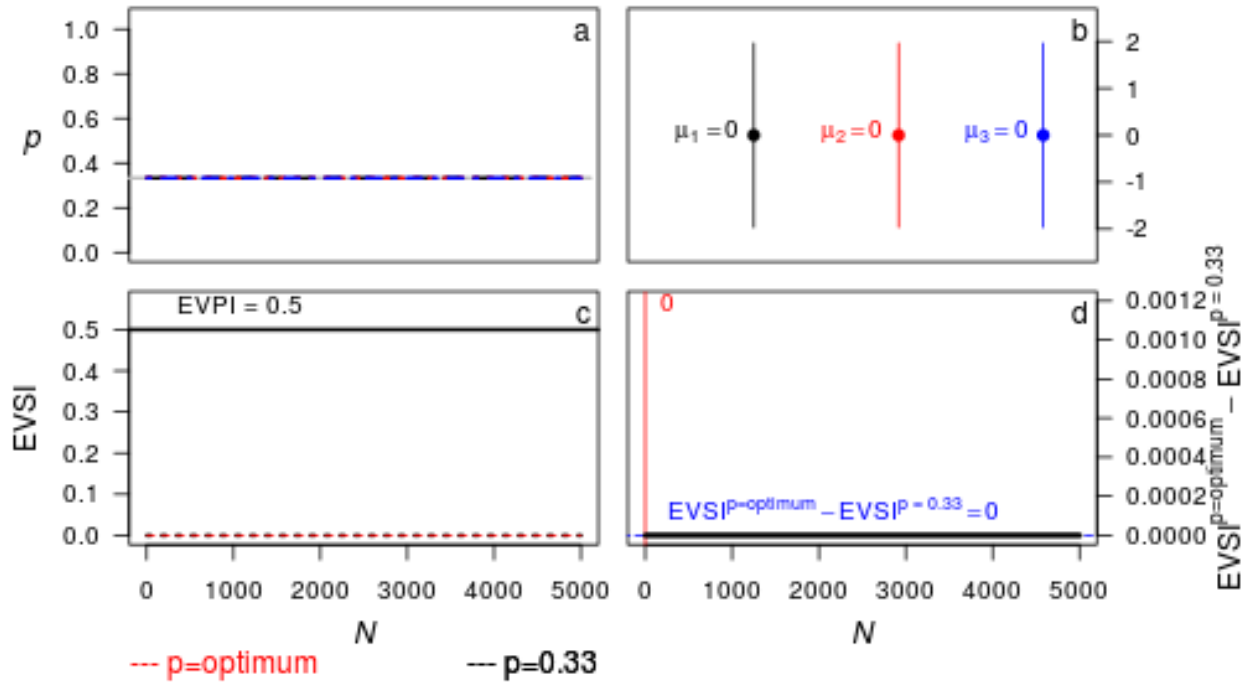 a
1.0
0.8
0.6
0.4
0.2
0.0
p
b
μ1 = 0
μ2 = 0
μ3 = 0
2
1
0
-1
-2
c
EVPI = 0.5
0.5
0.4
0.3
0.2
0.1
0.0
EVSI
0 1000 2000 3000 4000 5000
N
d
0
EVSI^p=optimum – EVSI^p = 0.33 = 0
0.0012
0.0010
0.0008
0.0006
0.0004
0.0002
0.0000
EVSI^p=optimum – EVSI^p = 0.33
0 1000 2000 3000 4000 5000
N
p=optimum
p=0.33